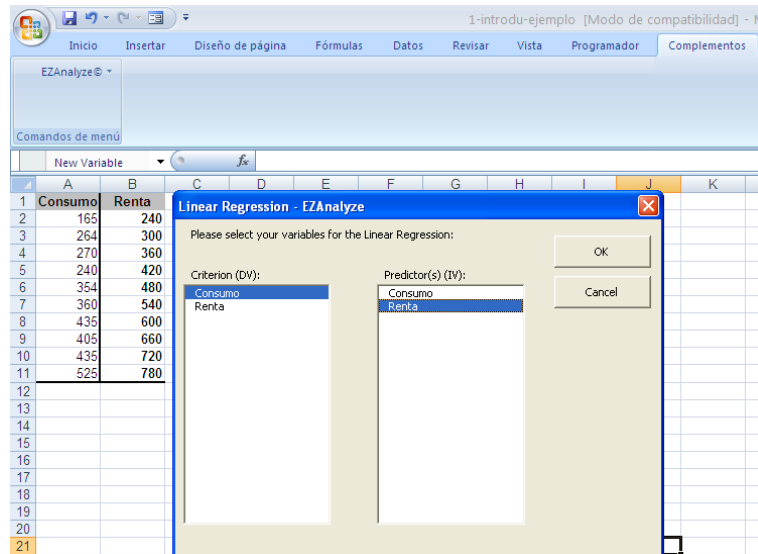 1-introdu-ejemplo [Modo de compatibilidad] -
Inicio Insertar Diseño de página Fórmulas Datos Revisar Vista Programador Complementos
EZAnalyze©
Comandos de menú
New Variable fx
A B C D E F G H I J K
1 Consumo Renta
2 165 240
3 264 300
4 270 360
5 240 420
6 354 480
7 360 540
8 435 600
9 405 660
10 435 720
11 525 780
12
13
14
15
16
17
18
19
20
21
Linear Regression - EZAnalyze
Please select your variables for the Linear Regression:
OK
Cancel
Criterion (DV): Predictor(s) (IV):
Consumo Consumo
Renta Renta